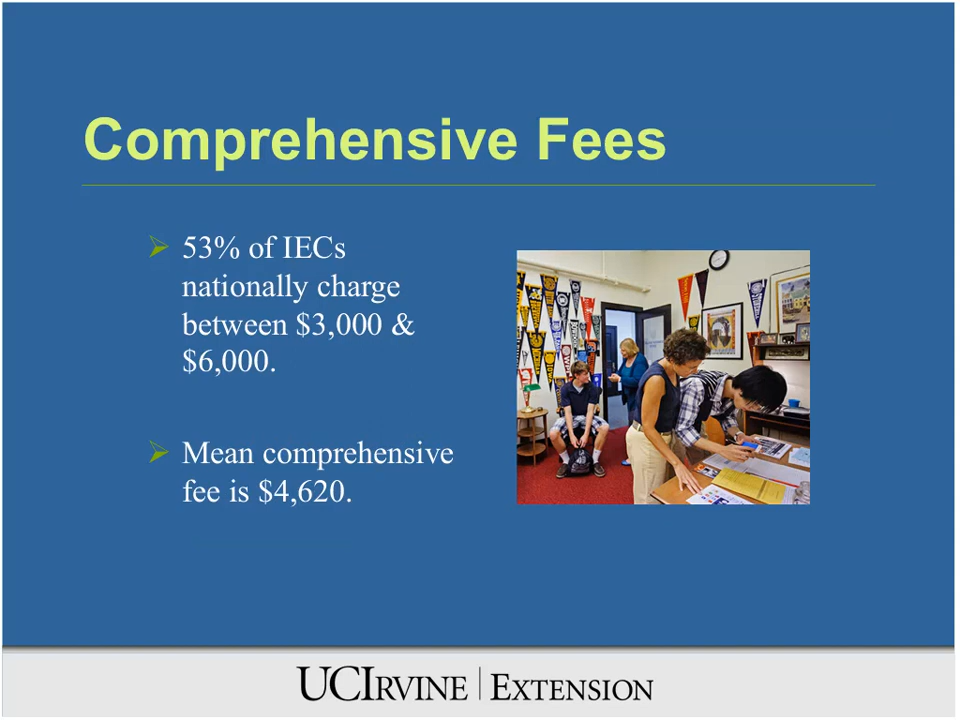 Comprehensive Fees
53% of IECs
nationally charge
between $3,000 &
$6,000.
Mean comprehensive
fee is $4,620.
UCIRVINE | EXTENSION